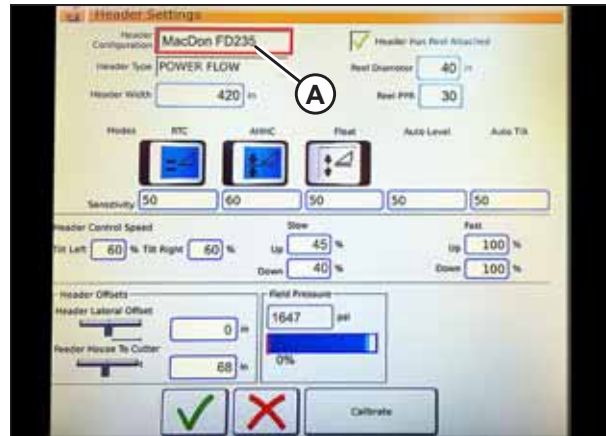 Header Settings
Header Configuration MacDon FD235
Header Has Reel Attached
Header Type POWER FLOW
Reel Diameter 40 in
Header Width 420 in
Reel PPR 30
A
Modes RTC AHHC Float Auto Level Auto Tilt
Sensitivity 50 60 50 50 50
Header Control Speed
Slow Fast
Tilt Left 60 % Tilt Right 60 % Up 45 % Up 100 %
Down 40 % Down 100 %
Header Offsets Field Pressure
Header Lateral Offset
0 in 1647 psi
Feeder House To Cutter
68 in 0%
Calibrate